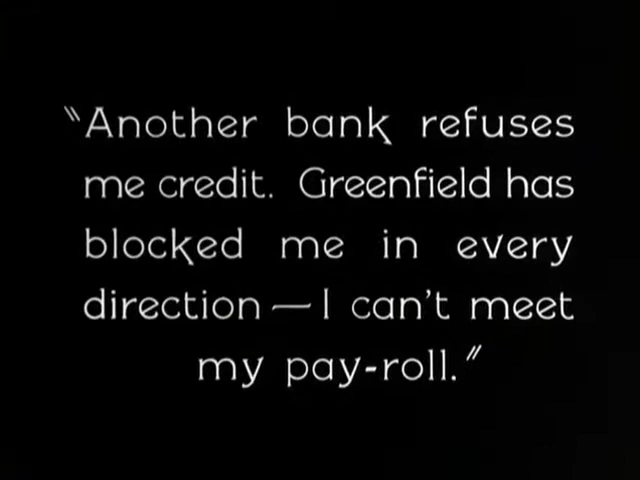 "Another bank refuses
me credit. Greenfield has
blocked me in every
direction — I can't meet
my pay-roll."